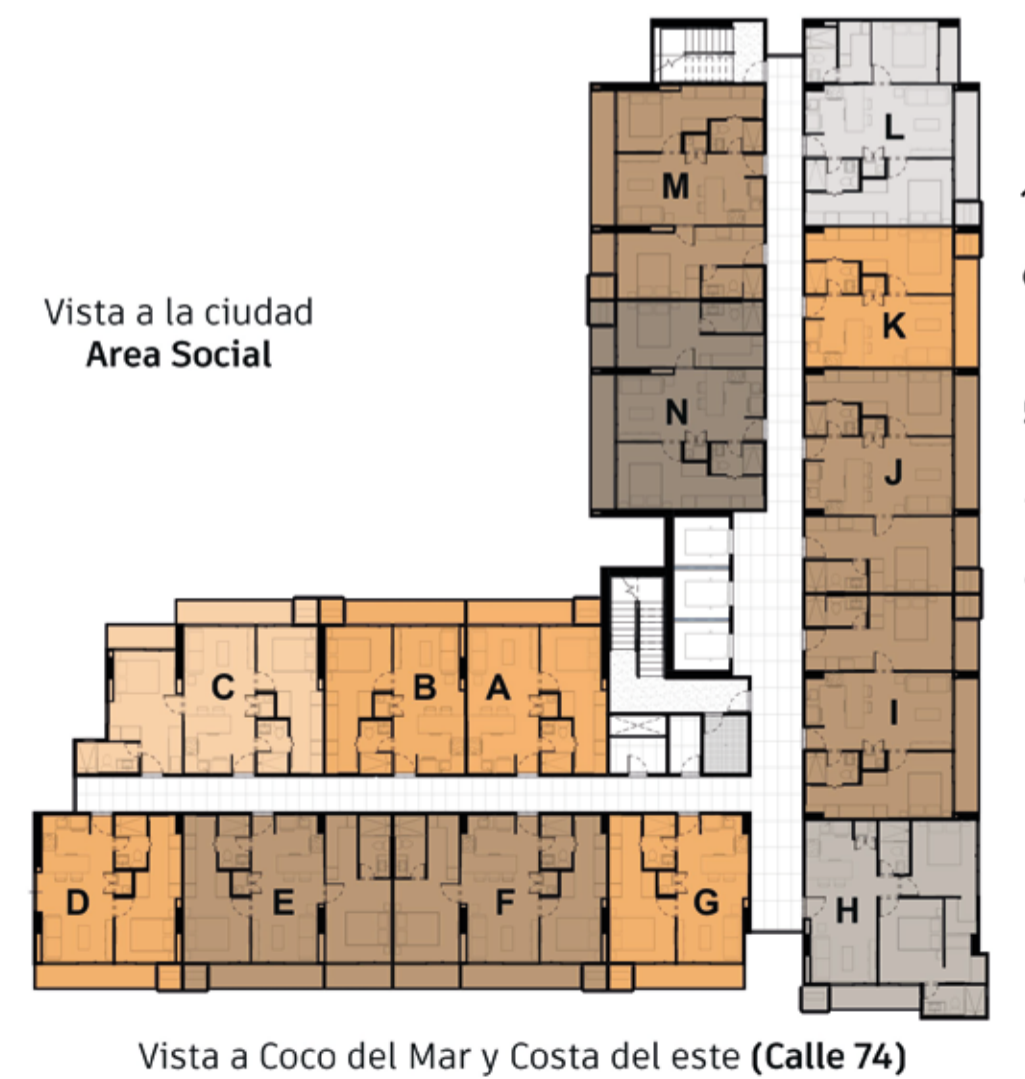 L
M
Vista a la ciudad
Area Social
K
N
J
C
B
A
I
D
E
F
G
H
Vista a Coco del Mar y Costa del este (Calle 74)